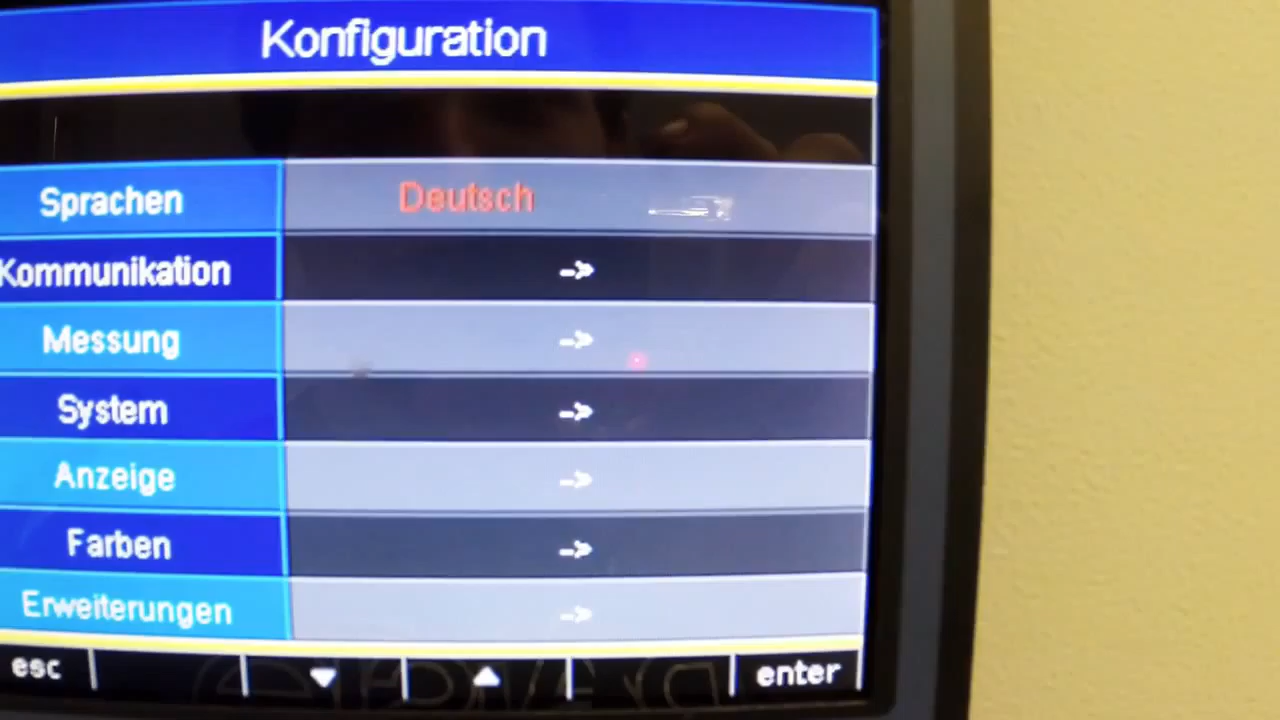 Konfiguration
Sprachen Deutsch
Kommunikation ->
Messung ->
System ->
Anzeige ->
Farben ->
Erweiterungen ->
esc ▼ ▲ enter